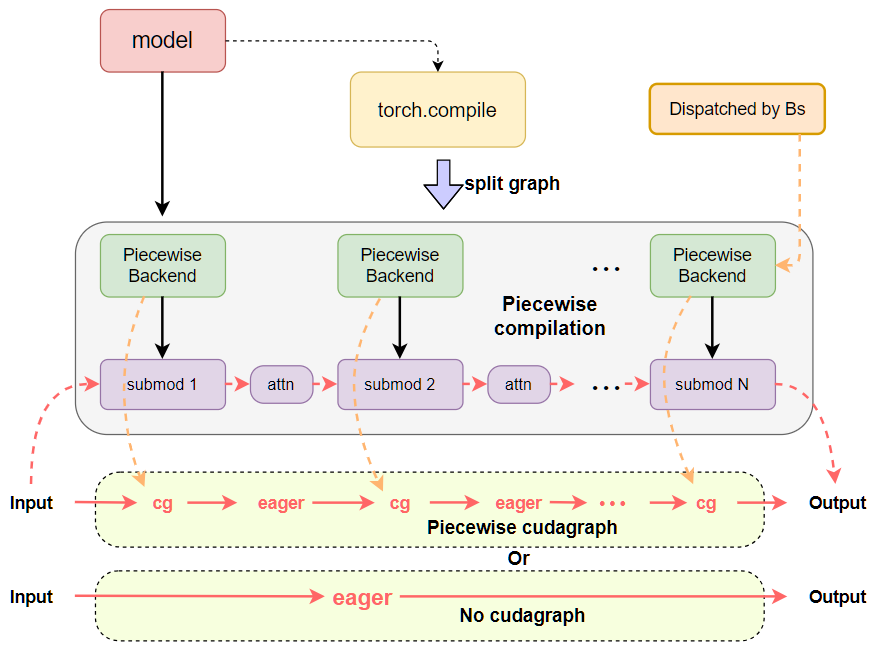 model
torch.compile
Dispatched by Bs
split graph
Piecewise
Backend
Piecewise
Backend
...
Piecewise
Backend
Piecewise
compilation
submod 1
attn
submod 2
attn
...
submod N
Input
cg
eager
cg
eager
...
cg
Output
Piecewise cudagraph
Or
Input
eager
Output
No cudagraph